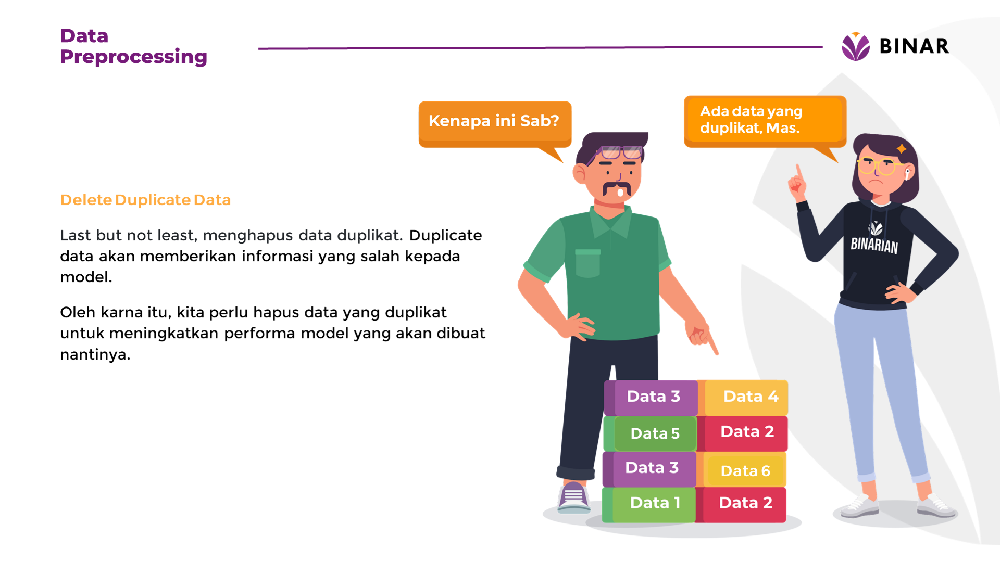 Data
Preprocessing
BINAR
Kenapa ini Sab?
Ada data yang
duplikat, Mas.
Delete Duplicate Data
Last but not least, menghapus data duplikat. Duplicate
data akan memberikan informasi yang salah kepada
model.
Oleh karna itu, kita perlu hapus data yang duplikat
untuk meningkatkan performa model yang akan dibuat
nantinya.
BINARIAN
Data 3
Data 4
Data 5
Data 2
Data 3
Data 6
Data 1
Data 2